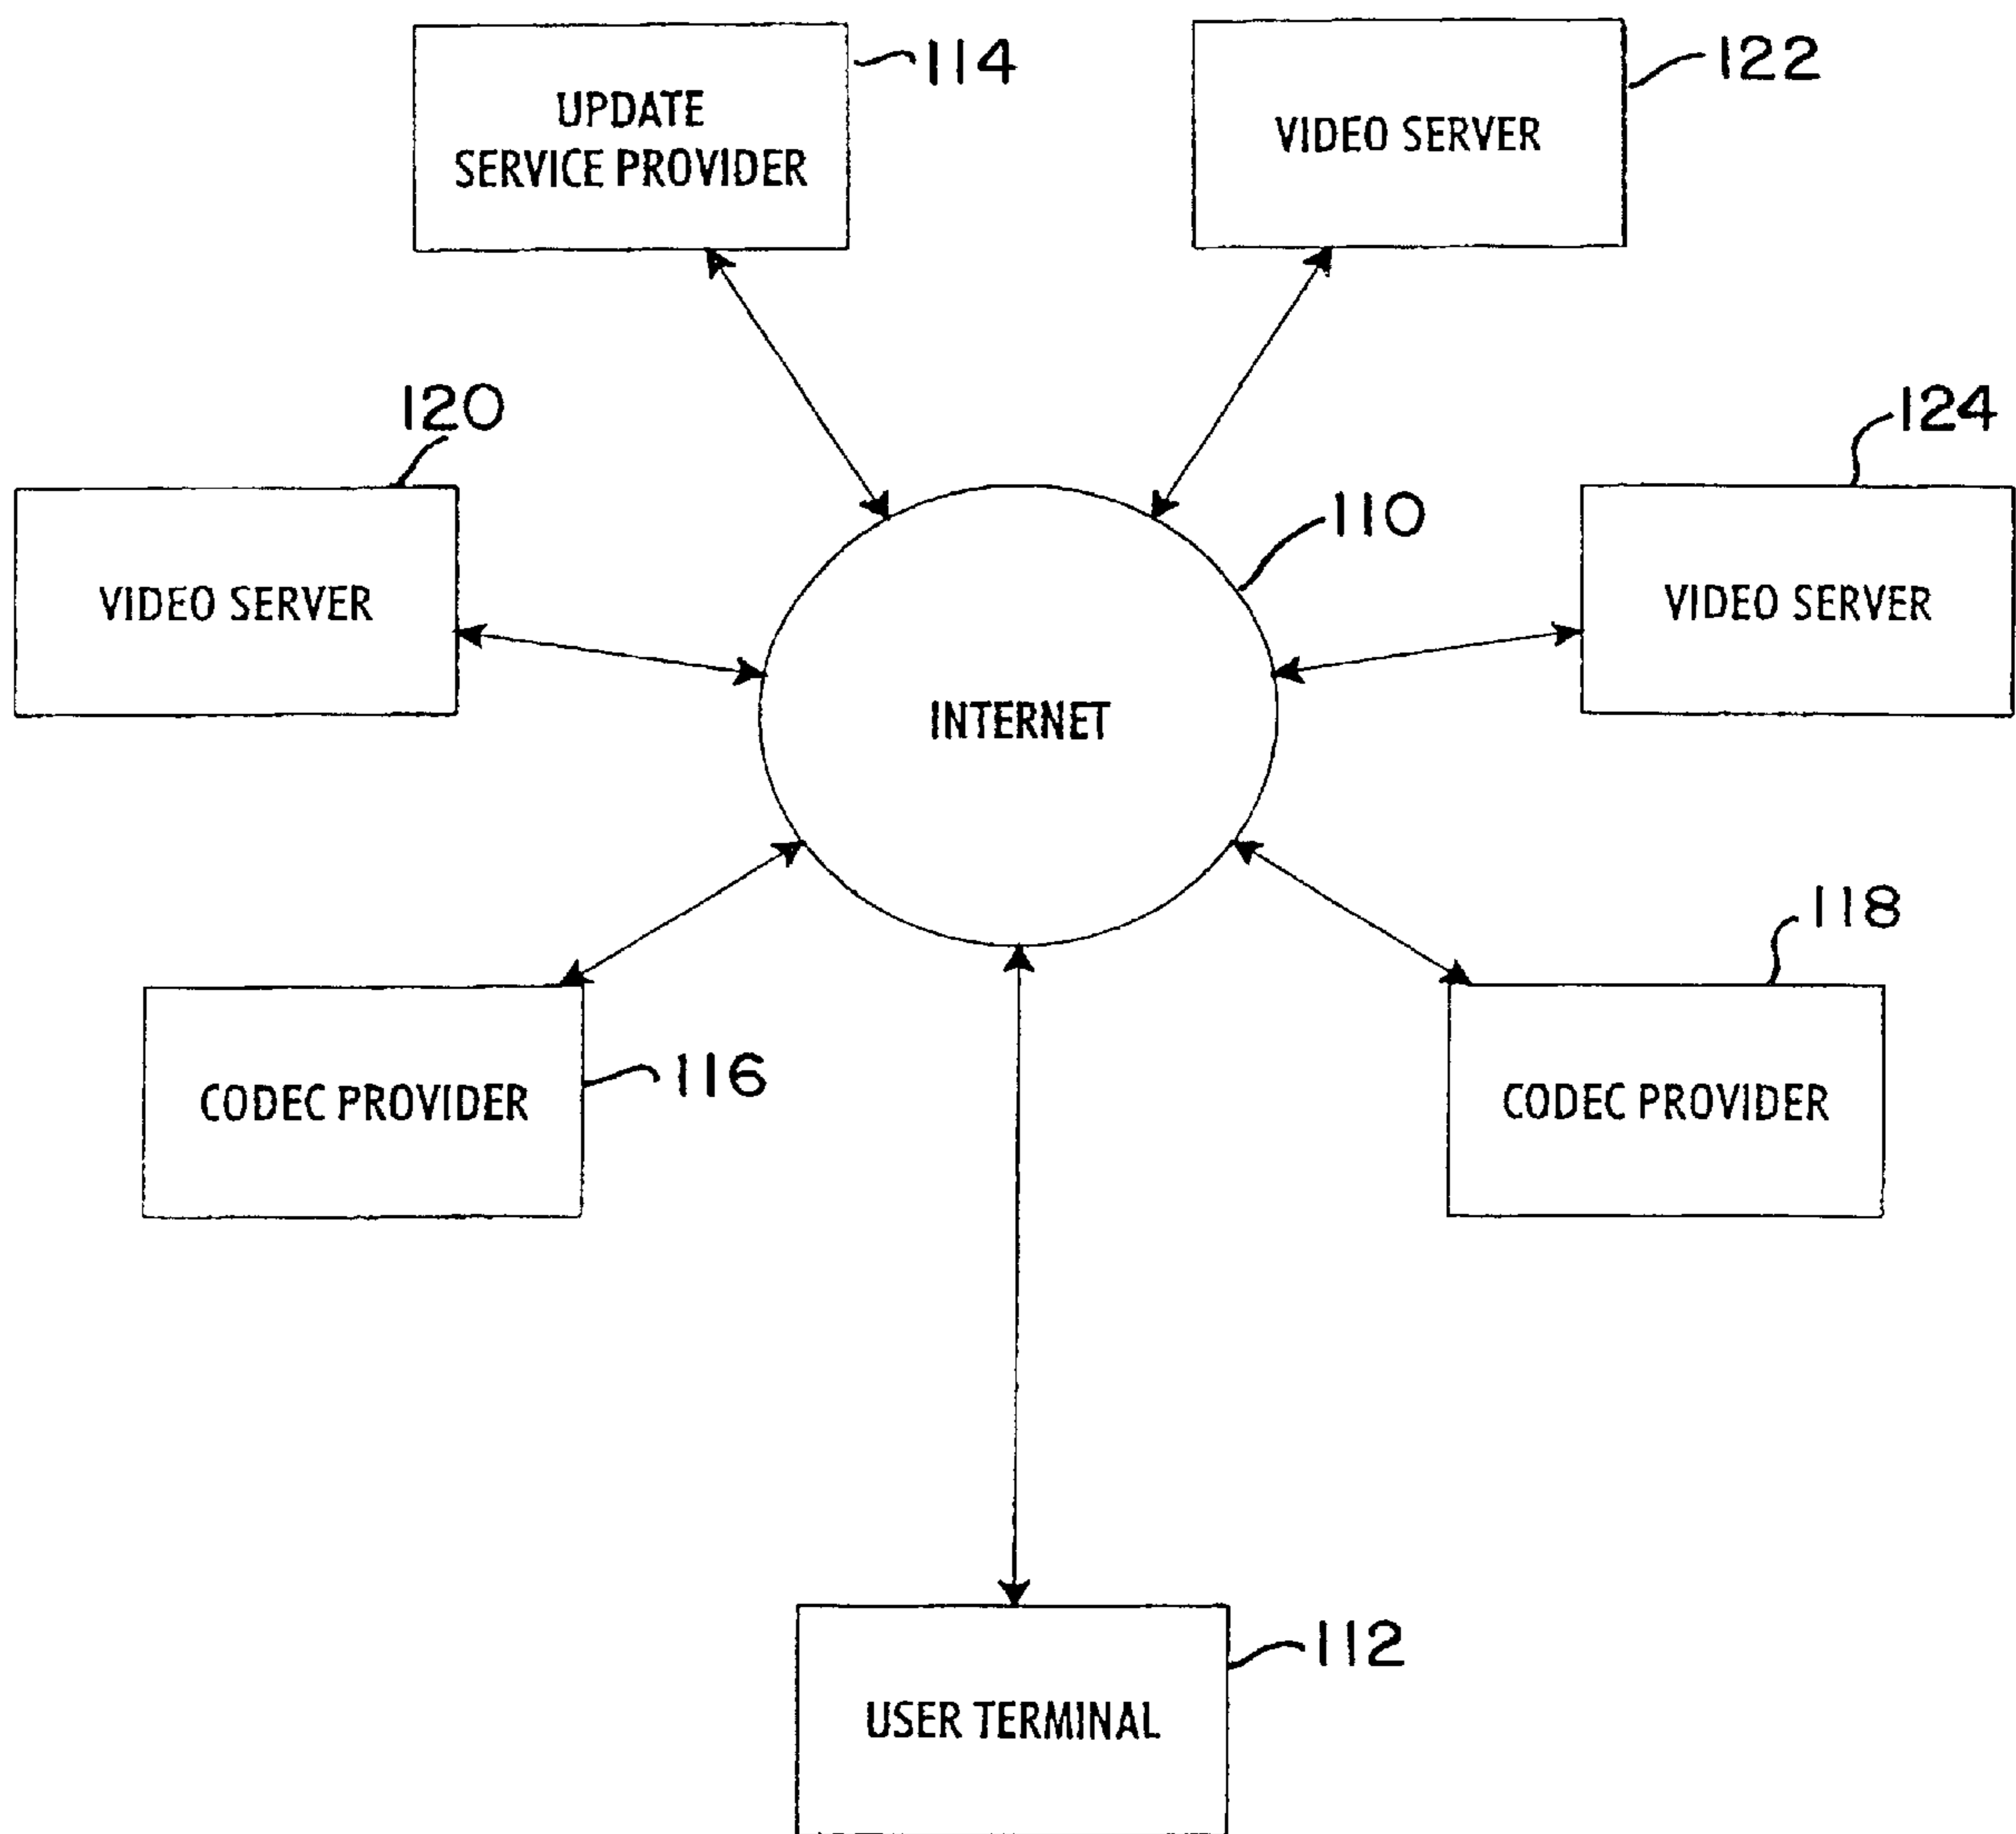 UPDATE
SERVICE PROVIDER
114
VIDEO SERVER
122
120
VIDEO SERVER
110
INTERNET
124
VIDEO SERVER
CODEC PROVIDER
116
118
CODEC PROVIDER
112
USER TERMINAL